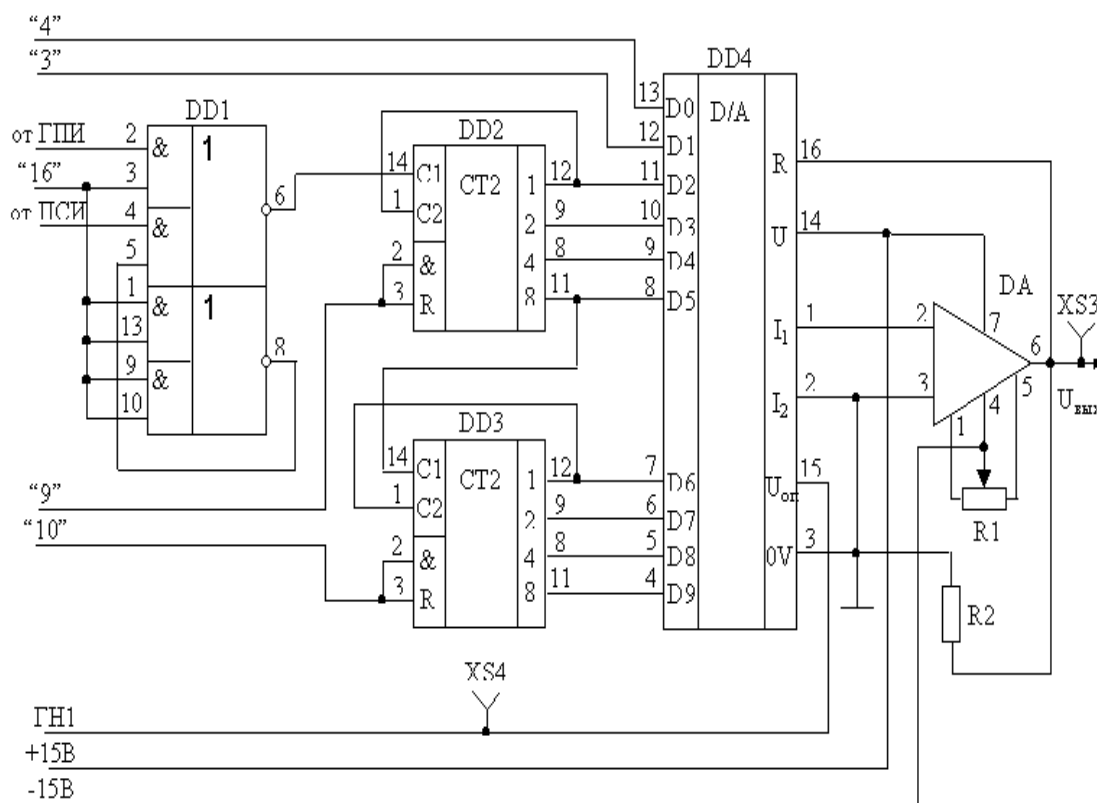 “4”
“3”
DD1
от ГПИ
“16”
от ПСИ
2
3
4
5
1
13
9
10
&
&
&
&
1
1
6
8
DD2
14
1
2
3
C1
C2
&
R
CT2
1
2
4
8
12
9
8
11
“9”
“10”
DD3
14
1
2
3
C1
C2
&
R
CT2
1
2
4
8
12
9
8
11
DD4
13 D0
12 D1
11 D2
10 D3
9 D4
8 D5
7 D6
6 D7
5 D8
4 D9
D/A
R 16
U 14
I1 1
I2 2
Uоп 15
0V 3
DA
2
3
7
6
5
4
1
XS3
Uвых
R1
R2
XS4
ГН1
+15В
-15В